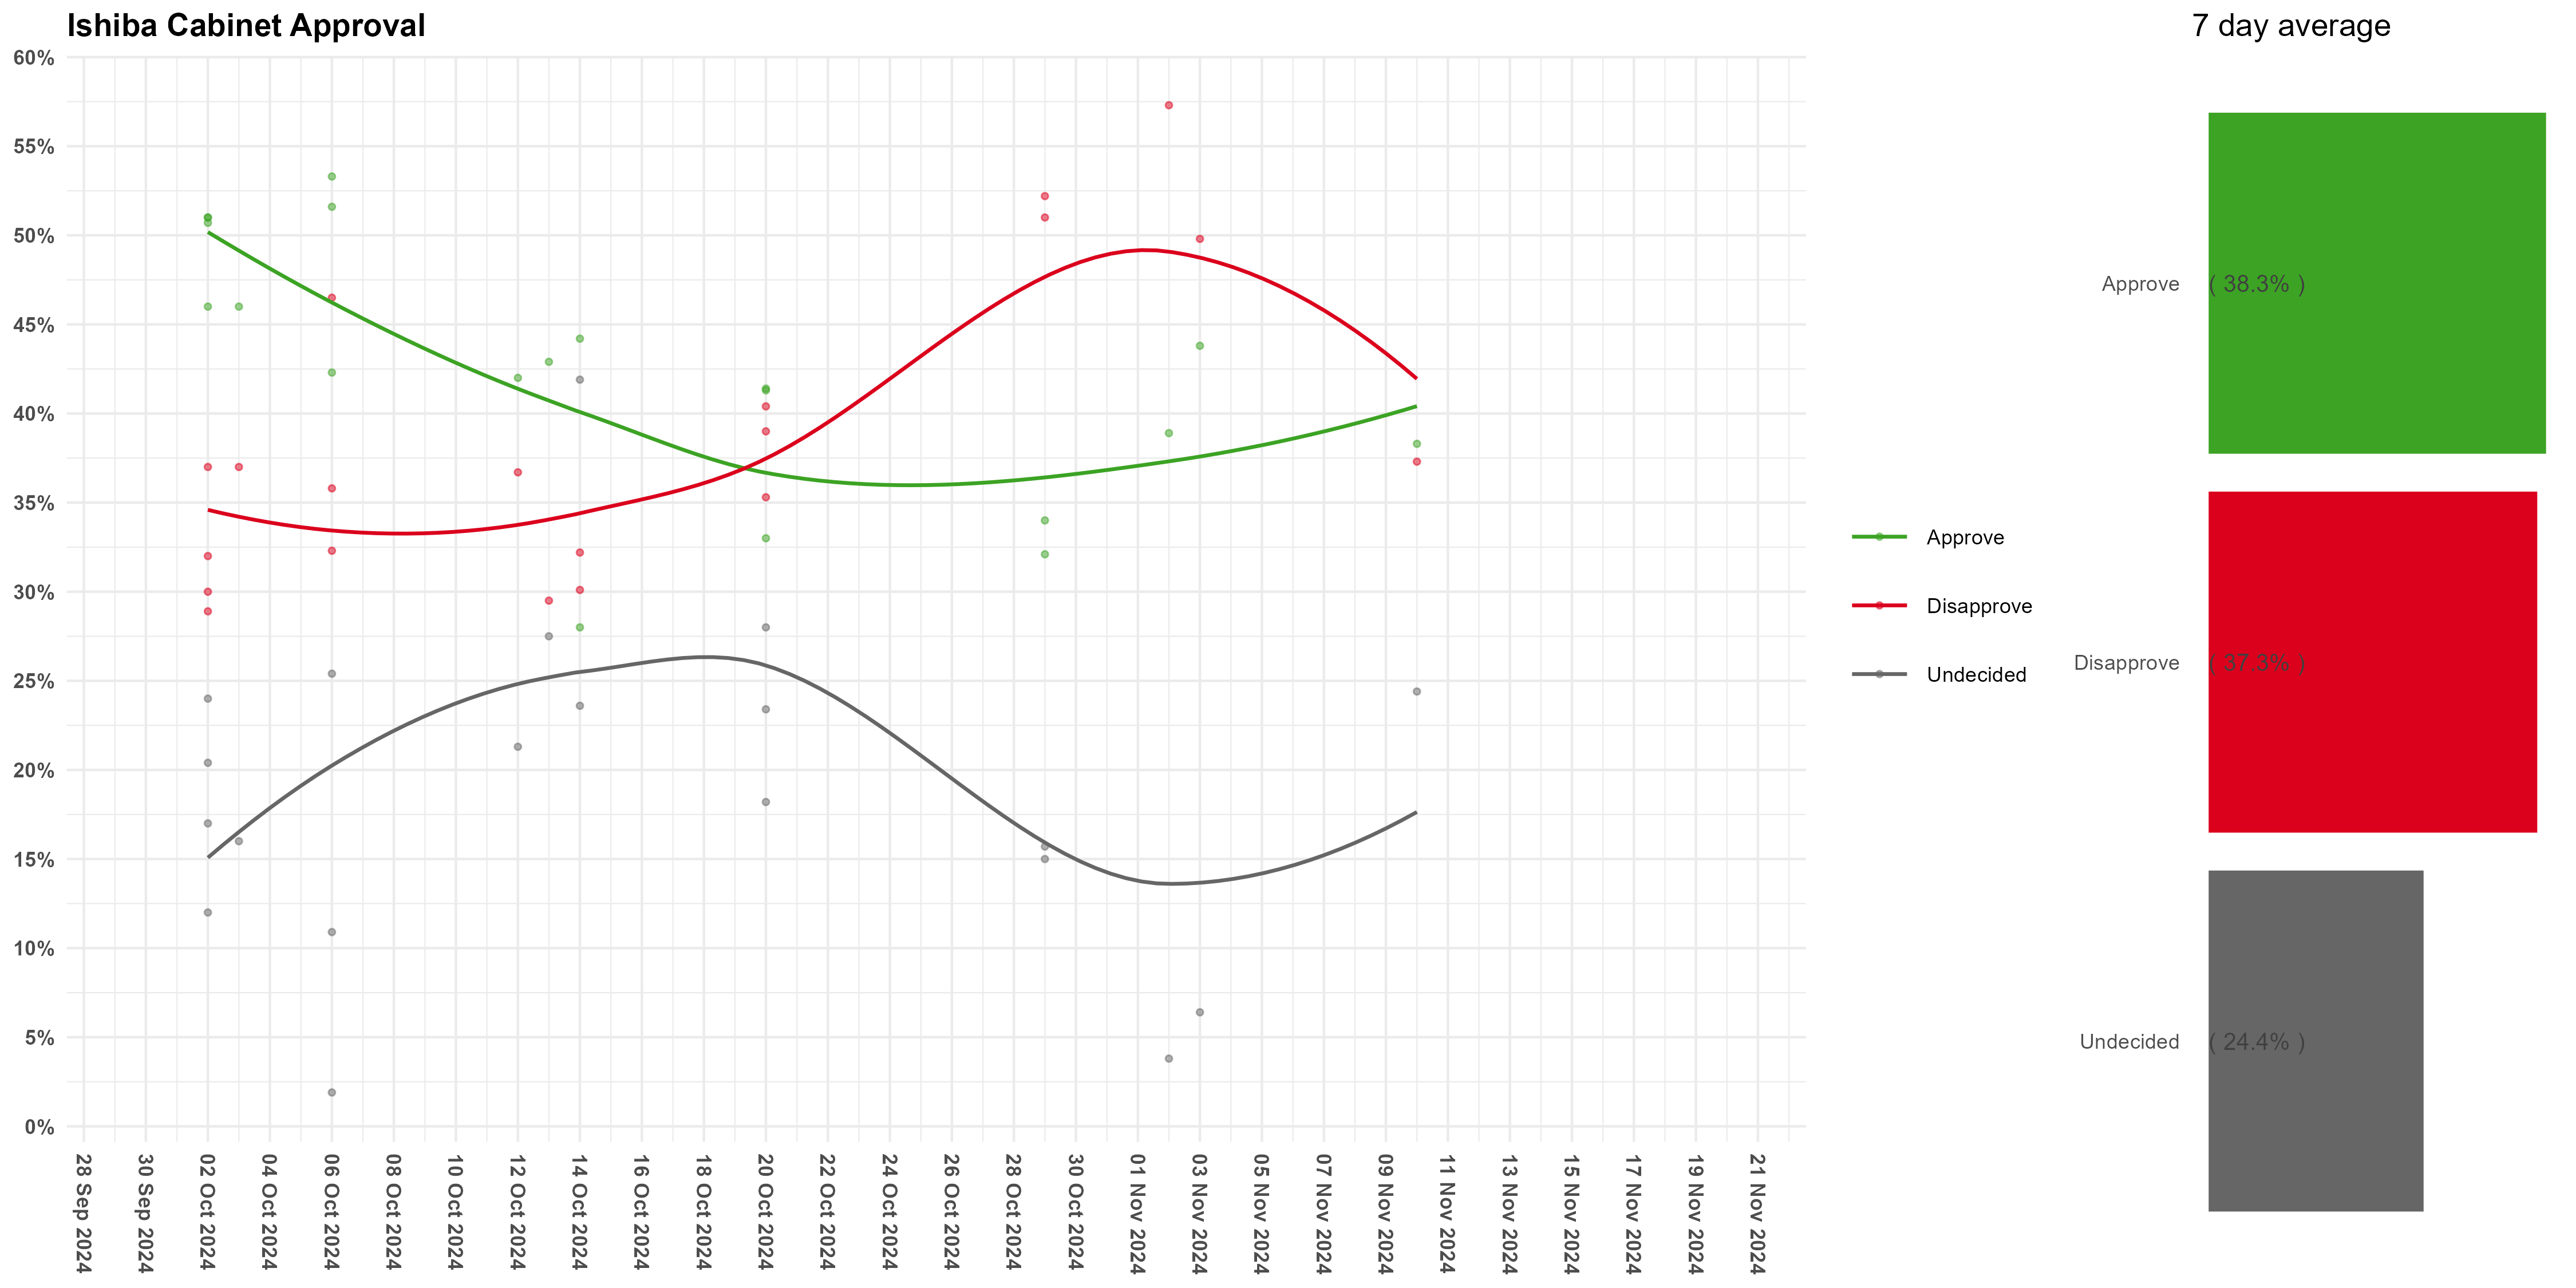 Ishiba Cabinet Approval
7 day average
60%
55%
50%
45%
40%
35%
30%
25%
20%
15%
10%
5%
0%
28 Sep 2024
30 Sep 2024
02 Oct 2024
04 Oct 2024
06 Oct 2024
08 Oct 2024
10 Oct 2024
12 Oct 2024
14 Oct 2024
16 Oct 2024
18 Oct 2024
20 Oct 2024
22 Oct 2024
24 Oct 2024
26 Oct 2024
28 Oct 2024
30 Oct 2024
01 Nov 2024
03 Nov 2024
05 Nov 2024
07 Nov 2024
09 Nov 2024
11 Nov 2024
13 Nov 2024
15 Nov 2024
17 Nov 2024
19 Nov 2024
21 Nov 2024
Approve
Disapprove
Undecided
Approve ( 38.3% )
Disapprove ( 37.3% )
Undecided ( 24.4% )